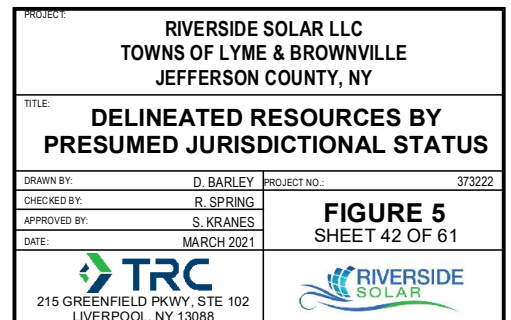 PROJECT:
RIVERSIDE SOLAR LLC
TOWNS OF LYME & BROWNVILLE
JEFFERSON COUNTY, NY
TITLE:
DELINEATED RESOURCES BY
PRESUMED JURISDICTIONAL STATUS
DRAWN BY: D. BARLEY
CHECKED BY: R. SPRING
APPROVED BY: S. KRANES
DATE: MARCH 2021
PROJECT NO.: 373222
FIGURE 5
SHEET 42 OF 61
TRC
215 GREENFIELD PKWY, STE 102
LIVERPOOL, NY 13088
RIVERSIDE
SOLAR